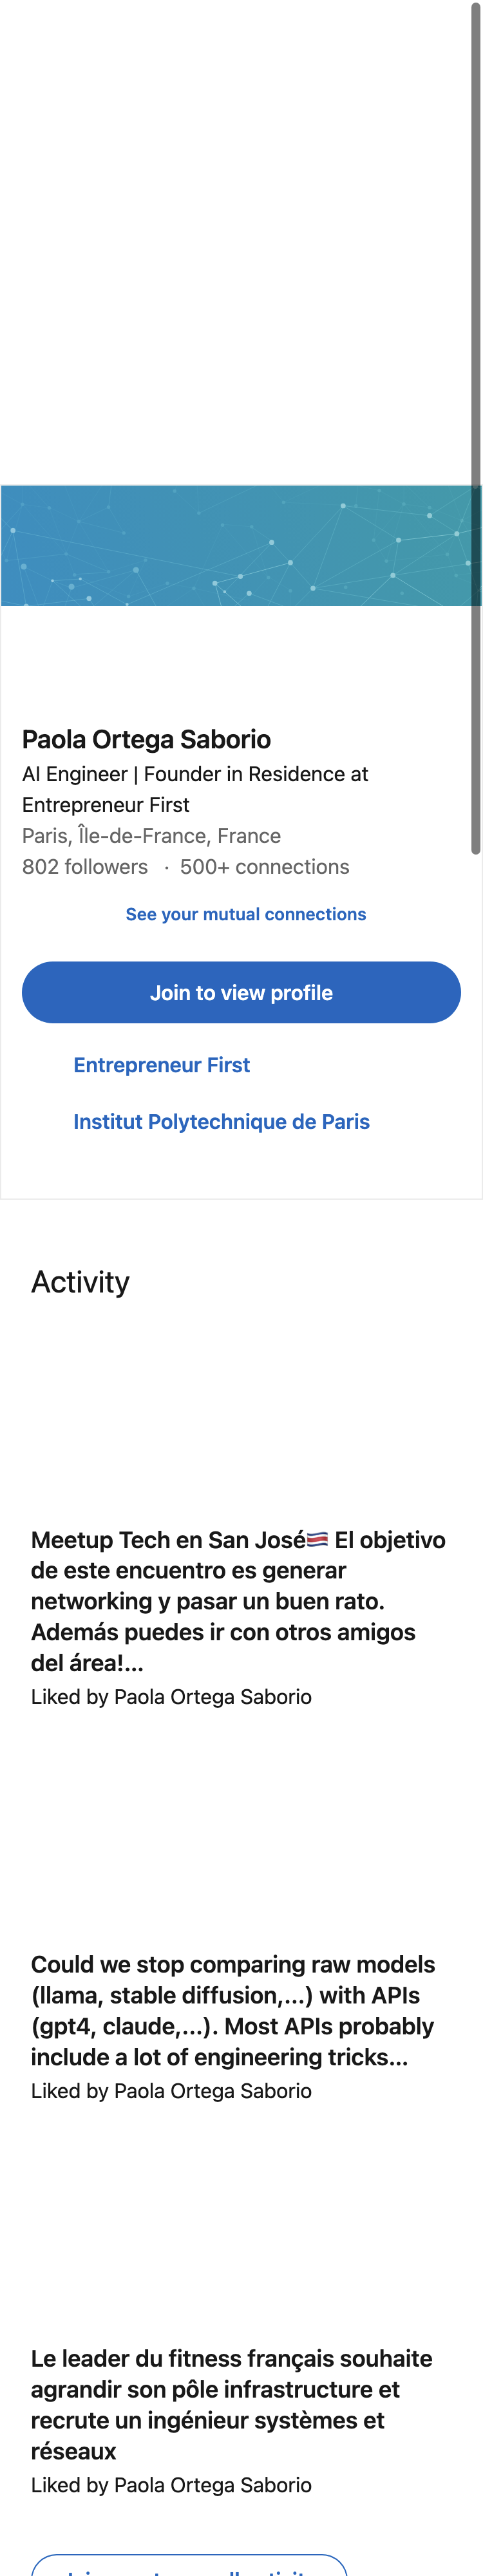 Paola Ortega Saborio
AI Engineer | Founder in Residence at
Entrepreneur First
Paris, Île-de-France, France
802 followers · 500+ connections
See your mutual connections
Join to view profile
Entrepreneur First
Institut Polytechnique de Paris
Activity
Meetup Tech en San José🇨🇷 El objetivo
de este encuentro es generar
networking y pasar un buen rato.
Además puedes ir con otros amigos
del área!...
Liked by Paola Ortega Saborio
Could we stop comparing raw models
(llama, stable diffusion,...) with APIs
(gpt4, claude,...). Most APIs probably
include a lot of engineering tricks...
Liked by Paola Ortega Saborio
Le leader du fitness français souhaite
agrandir son pôle infrastructure et
recrute un ingénieur systèmes et
réseaux
Liked by Paola Ortega Saborio